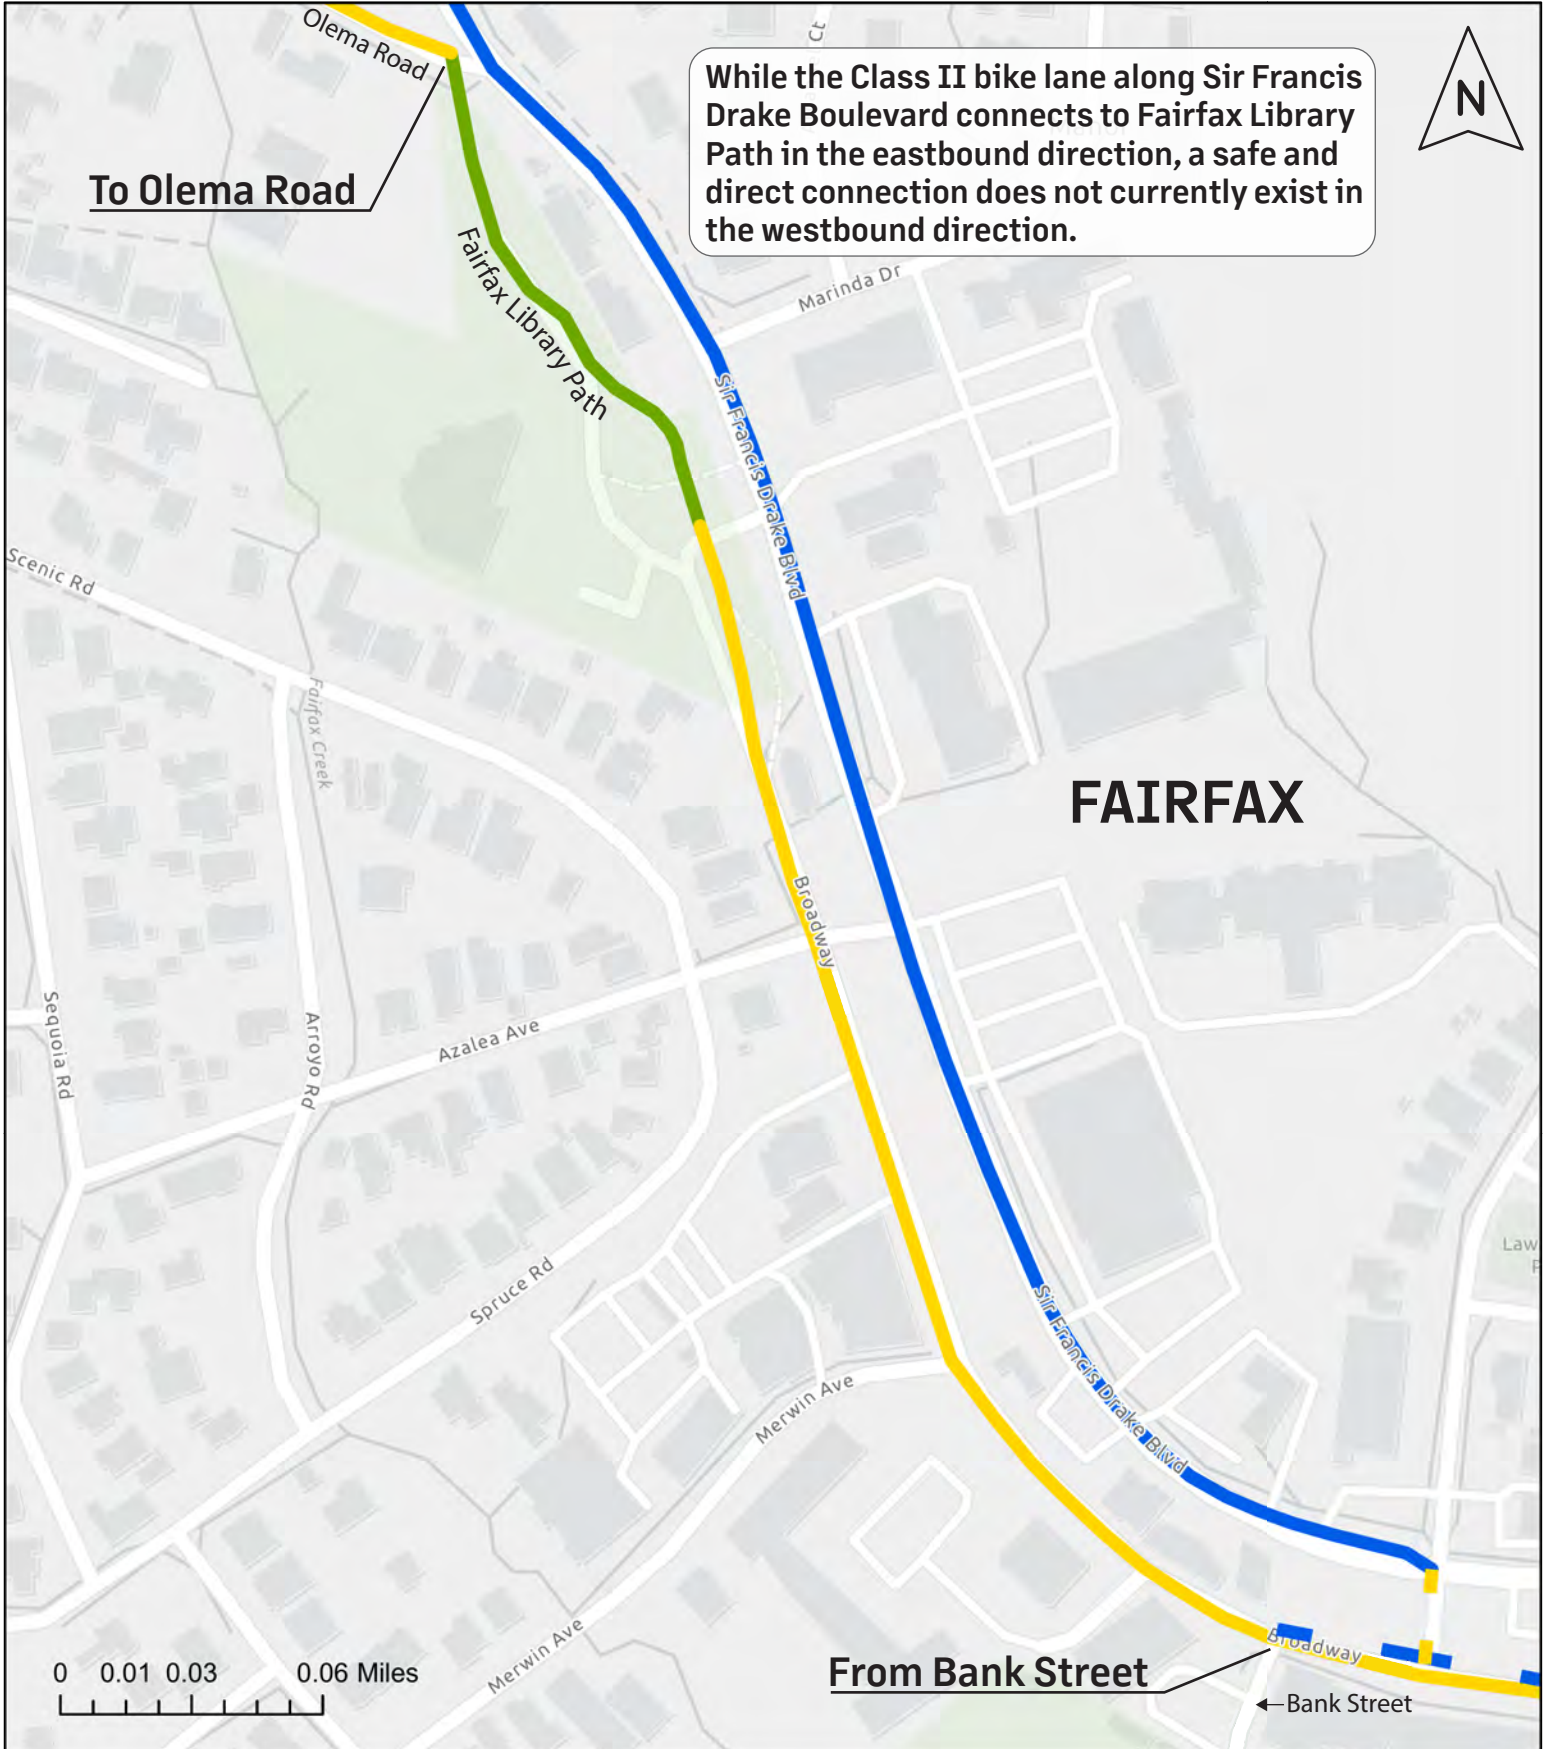 Olema Road
Ct
While the Class II bike lane along Sir Francis
Drake Boulevard connects to Fairfax Library
Path in the eastbound direction, a safe and
direct connection does not currently exist in
the westbound direction.
N
To Olema Road
Fairfax Library Path
Marinda Dr
Sir Francis Drake Blvd
Scenic Rd
Fairfax Creek
FAIRFAX
Broadway
Sequoia Rd
Arroyo Rd
Azalea Ave
Spruce Rd
Law
P
Sir Francis Drake Blvd
Merwin Ave
Merwin Ave
Broadway
From Bank Street
Bank Street
0 0.01 0.03 0.06 Miles